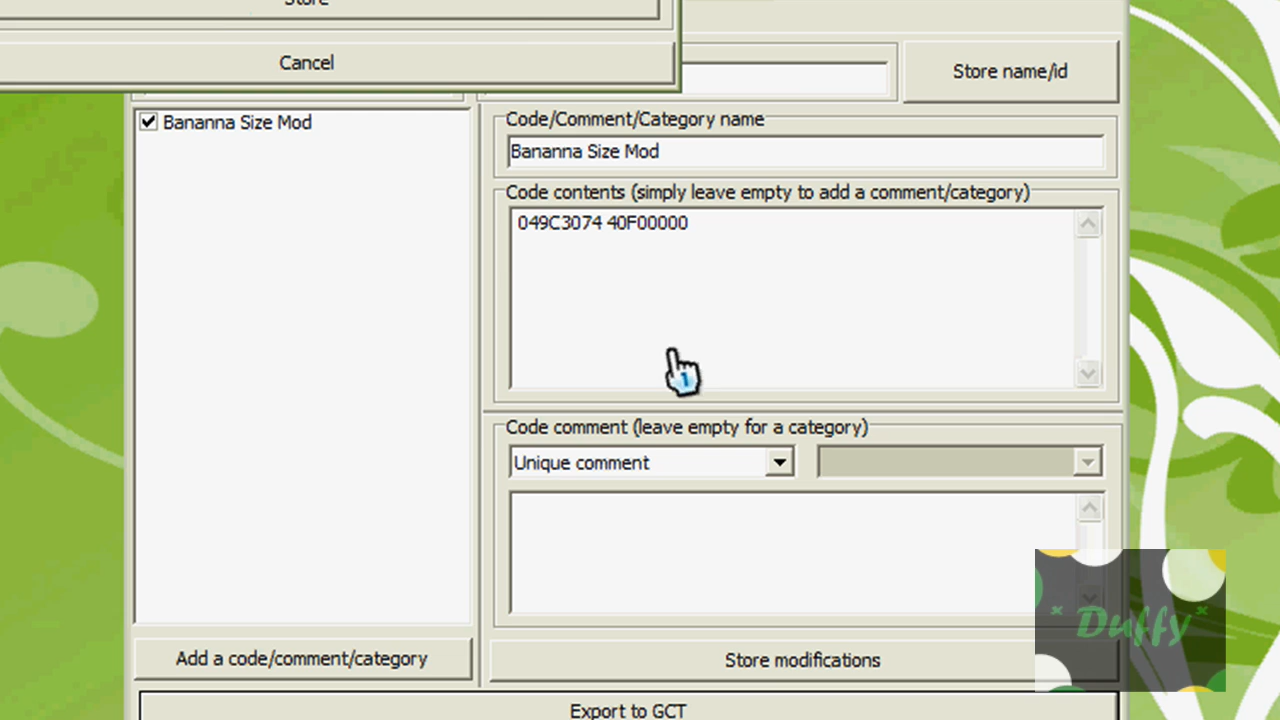 Store
Cancel
Store name/id
Bananna Size Mod
Code/Comment/Category name
Bananna Size Mod
Code contents (simply leave empty to add a comment/category)
049C3074 40F00000
1
Code comment (leave empty for a category)
Unique comment
* Duffy *
Add a code/comment/category
Store modifications
Export to GCT